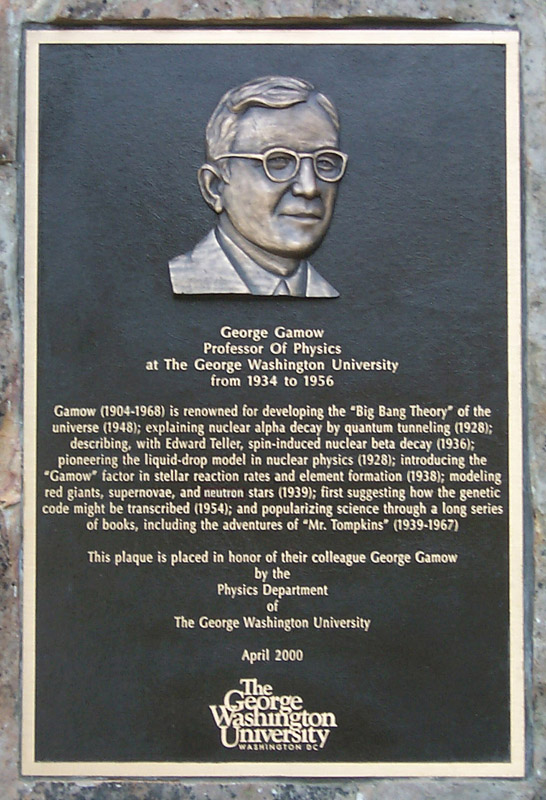 George Gamow
Professor Of Physics
at The George Washington University
from 1934 to 1956
Gamow (1904-1968) is renowned for developing the "Big Bang Theory" of the
universe (1948); explaining nuclear alpha decay by quantum tunneling (1928);
describing, with Edward Teller, spin-induced nuclear beta decay (1936);
pioneering the liquid-drop model in nuclear physics (1928); introducing the
"Gamow" factor in stellar reaction rates and element formation (1938); modeling
red giants, supernovae, and neutron stars (1939); first suggesting how the genetic
code might be transcribed (1954); and popularizing science through a long series
of books, including the adventures of "Mr. Tompkins" (1939-1967)
This plaque is placed in honor of their colleague George Gamow
by the
Physics Department
of
The George Washington University
April 2000
The
George
Washington
University
WASHINGTON DC